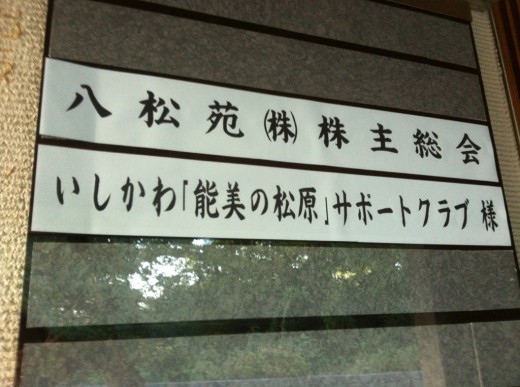 八松苑㈱株主総会
いしかわ「能美の松原」サポートクラブ 様